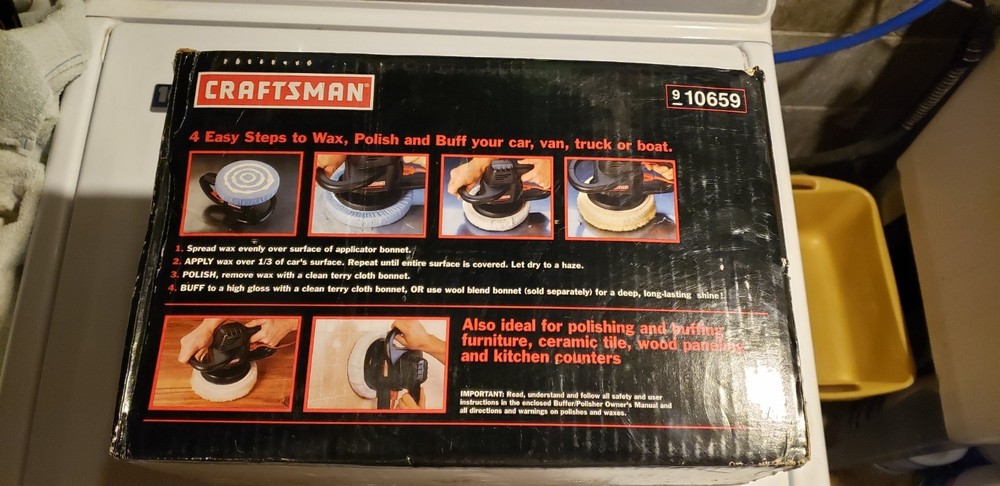 CRAFTSMAN®
9 10659
4 Easy Steps to Wax, Polish and Buff your car, van, truck or boat.
1. Spread wax evenly over surface of applicator bonnet.
2. APPLY wax over 1/3 of car's surface. Repeat until entire surface is covered. Let dry to a haze.
3. POLISH, remove wax with a clean terry cloth bonnet.
4. BUFF to a high gloss with a clean terry cloth bonnet, OR use wool blend bonnet (sold separately) for a deep, long-lasting shine!
Also ideal for polishing and buffing
furniture, ceramic tile, wood paneling
and kitchen counters
IMPORTANT: Read, understand and follow all safety and user
instructions in the enclosed Buffer/Polisher Owner's Manual and
all directions and warnings on polishes and waxes.